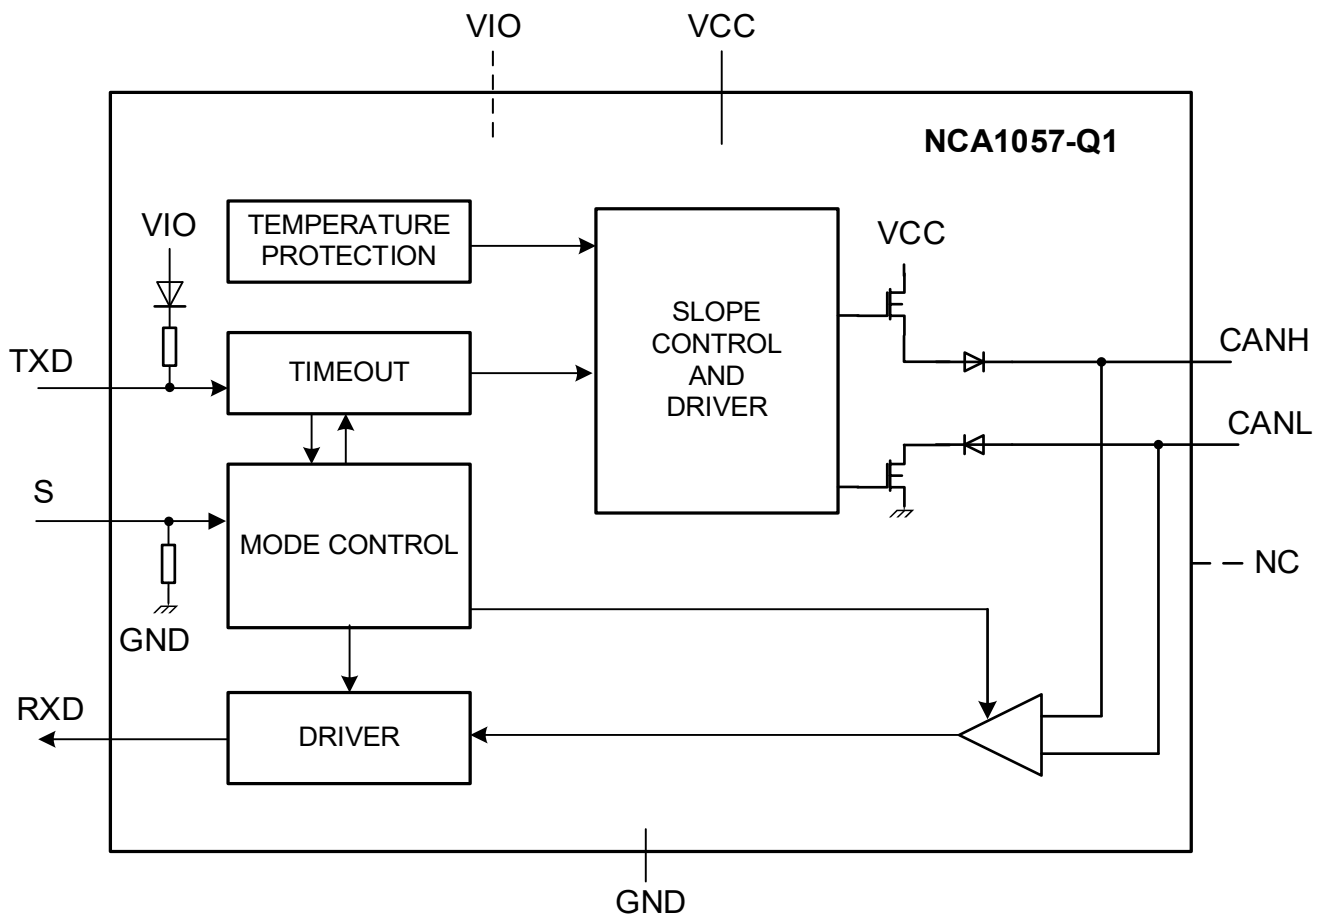 VIO
VCC
NCA1057-Q1
TEMPERATURE
PROTECTION
VIO
VCC
SLOPE
CONTROL
AND
DRIVER
TXD
TIMEOUT
CANH
CANL
S
MODE CONTROL
NC
GND
RXD
DRIVER
GND